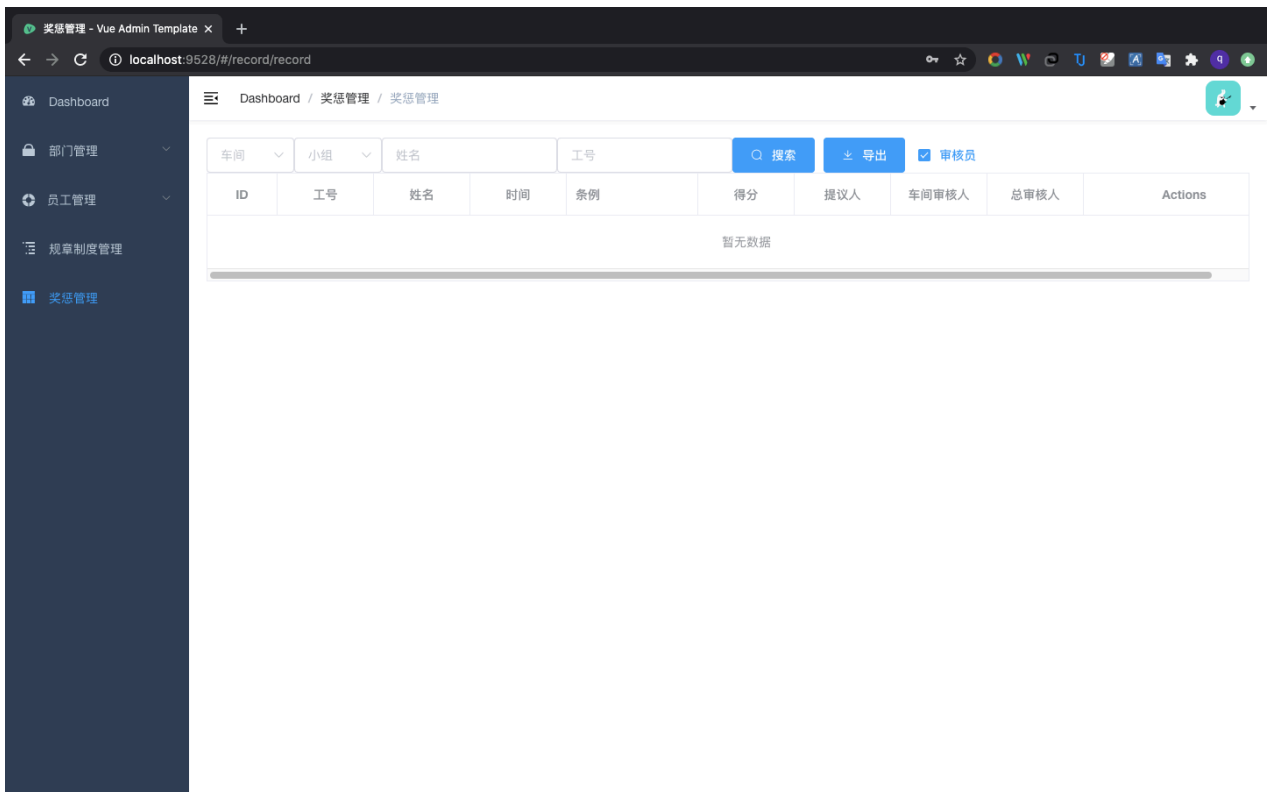 奖惩管理 - Vue Admin Template
localhost:9528/#/record/record
Dashboard
部门管理
员工管理
规章制度管理
奖惩管理
Dashboard / 奖惩管理 / 奖惩管理
车间 小组 姓名 工号 搜索 导出 审核员
ID 工号 姓名 时间 条例 得分 提议人 车间审核人 总审核人 Actions
暂无数据